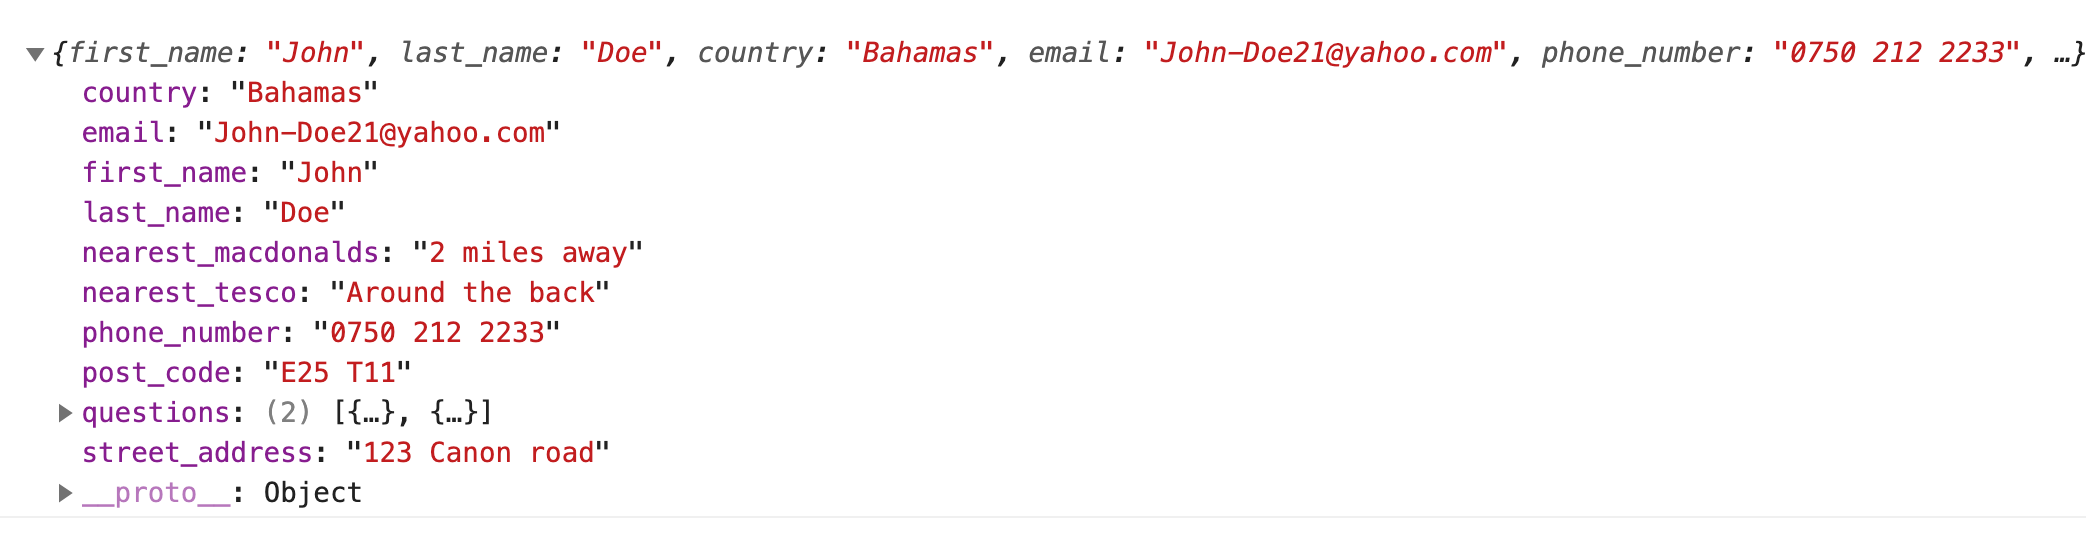 ▼{first_name: "John", last_name: "Doe", country: "Bahamas", email: "John-Doe21@yahoo.com", phone_number: "0750 212 2233", …}
country: "Bahamas"
email: "John-Doe21@yahoo.com"
first_name: "John"
last_name: "Doe"
nearest_macdonalds: "2 miles away"
nearest_tesco: "Around the back"
phone_number: "0750 212 2233"
post_code: "E25 T11"
▶ questions: (2) [{…}, {…}]
street_address: "123 Canon road"
▶ __proto__: Object